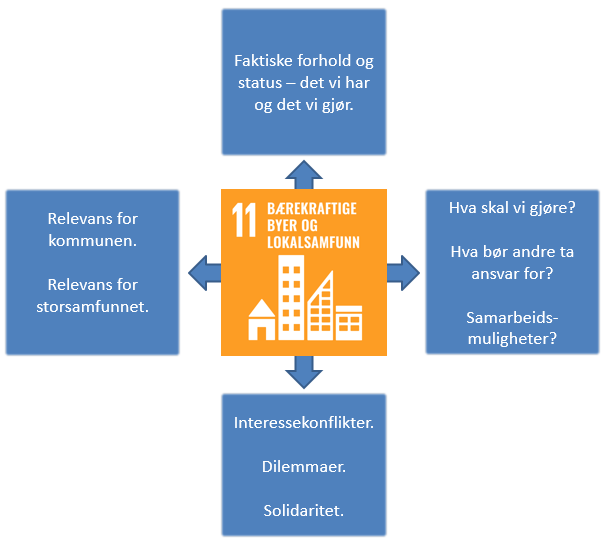 Faktiske forhold og
status – det vi har
og det vi gjør.
Relevans for
kommunen.
Relevans for
storsamfunnet.
11 BÆREKRAFTIGE
BYER OG
LOKALSAMFUNN
Hva skal vi gjøre?
Hva bør andre ta
ansvar for?
Samarbeids-
muligheter?
Interessekonflikter.
Dilemmaer.
Solidaritet.